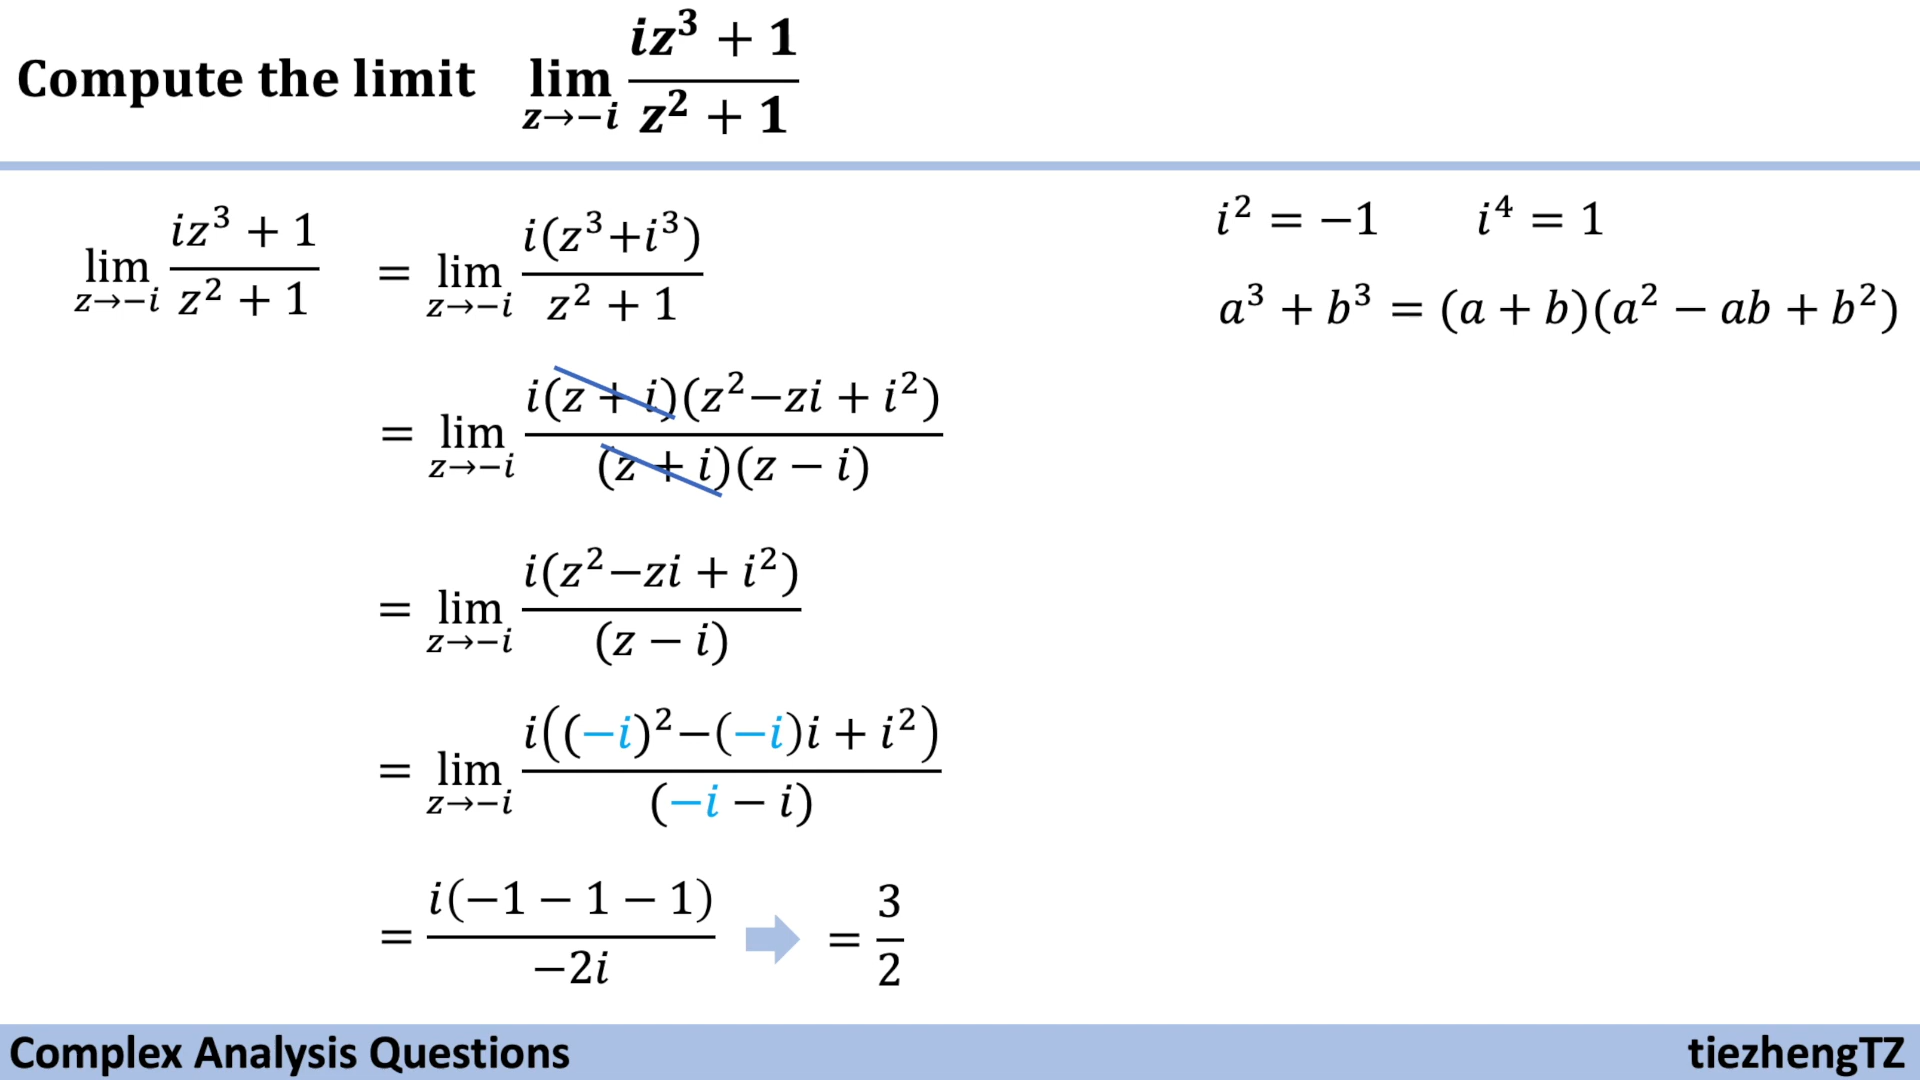 Compute the limit lim_{z→−i} (iz³ + 1)/(z² + 1)
lim_{z→−i} (iz³ + 1)/(z² + 1) = lim_{z→−i} i(z³+i³)/(z² + 1)
i² = −1 i⁴ = 1
a³ + b³ = (a + b)(a² − ab + b²)
= lim_{z→−i} i(z + i)(z²−zi + i²)/((z + i)(z − i))
= lim_{z→−i} i(z²−zi + i²)/(z − i)
= lim_{z→−i} i((−i)²−(−i)i + i²)/(−i − i)
= i(−1 − 1 − 1)/(−2i) = 3/2
Complex Analysis Questions
tiezhengTZ